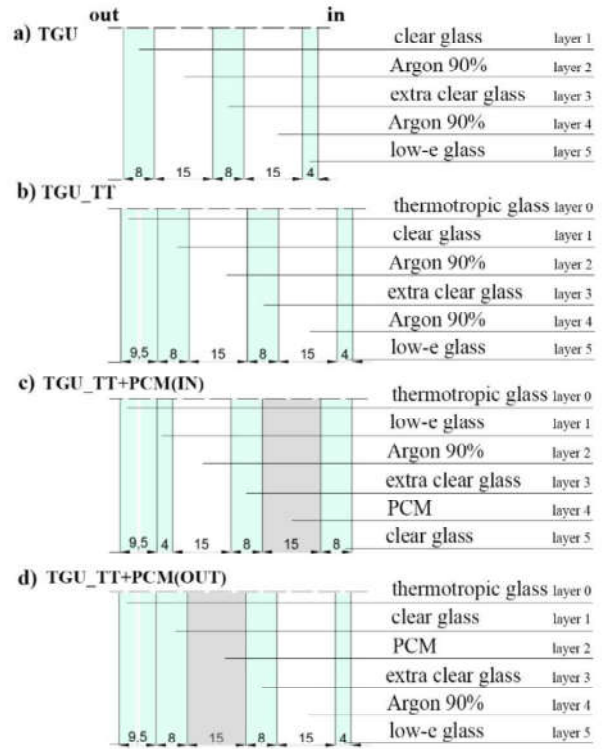 out in
a) TGU
clear glass layer 1
Argon 90% layer 2
extra clear glass layer 3
Argon 90% layer 4
low-e glass layer 5
8 15 8 15 4
b) TGU_TT
thermotropic glass layer 0
clear glass layer 1
Argon 90% layer 2
extra clear glass layer 3
Argon 90% layer 4
low-e glass layer 5
9,5 8 15 8 15 4
c) TGU_TT+PCM(IN)
thermotropic glass layer 0
low-e glass layer 1
Argon 90% layer 2
extra clear glass layer 3
PCM layer 4
clear glass layer 5
9,5 4 15 8 15 8
d) TGU_TT+PCM(OUT)
thermotropic glass layer 0
clear glass layer 1
PCM layer 2
extra clear glass layer 3
Argon 90% layer 4
low-e glass layer 5
9,5 8 15 8 15 4